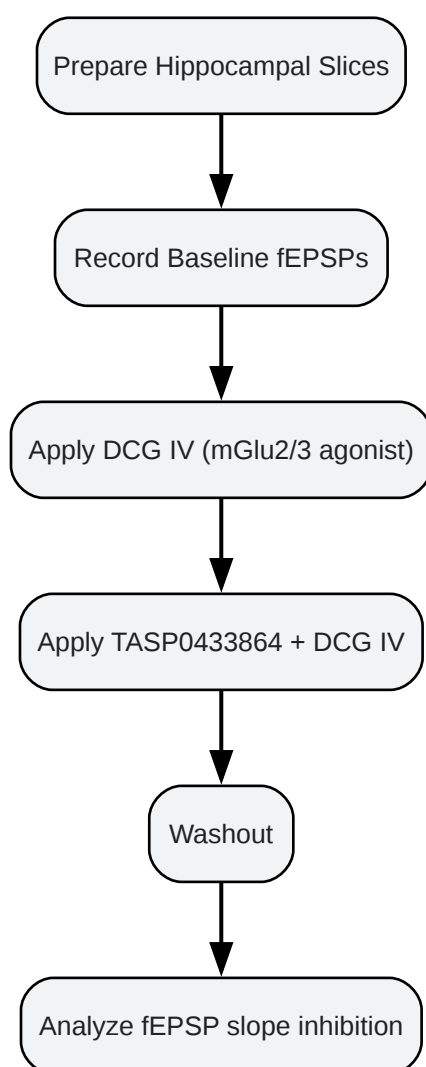 Prepare Hippocampal Slices
Record Baseline fEPSPs
Apply DCG IV (mGlu2/3 agonist)
Apply TASP0433864 + DCG IV
Washout
Analyze fEPSP slope inhibition